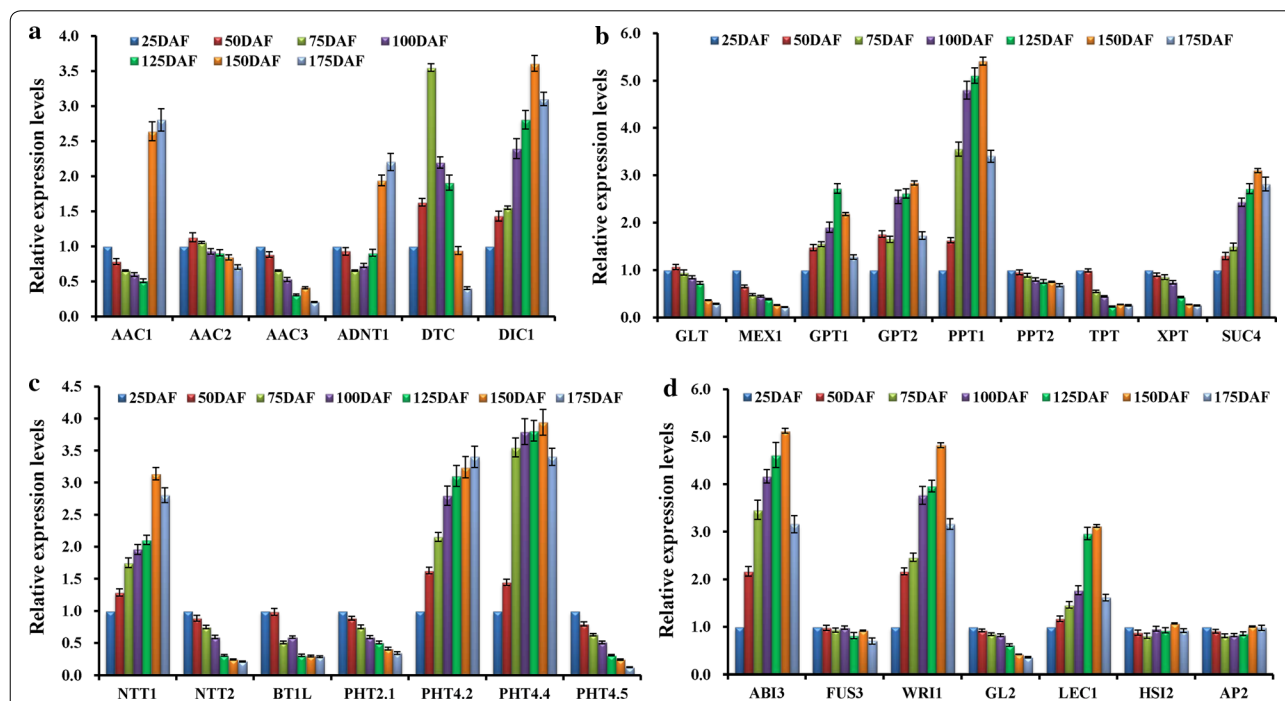 a
25DAF 50DAF 75DAF 100DAF
125DAF 150DAF 175DAF
Relative expression levels
4.0
3.5
3.0
2.5
2.0
1.5
1.0
0.5
0.0
AAC1 AAC2 AAC3 ADNT1 DTC DIC1
b
25DAF 50DAF 75DAF 100DAF 125DAF 150DAF 175DAF
Relative expression levels
6.0
5.0
4.0
3.0
2.0
1.0
0.0
GLT MEX1 GPT1 GPT2 PPT1 PPT2 TPT XPT SUC4
c
25DAF 50DAF 75DAF 100DAF 125DAF 150DAF 175DAF
Relative expression levels
4.5
4.0
3.5
3.0
2.5
2.0
1.5
1.0
0.5
0.0
NTT1 NTT2 BT1L PHT2.1 PHT4.2 PHT4.4 PHT4.5
d
25DAF 50DAF 75DAF 100DAF 125DAF 150DAF 175DAF
Relative expression levels
6.0
5.0
4.0
3.0
2.0
1.0
0.0
ABI3 FUS3 WRI1 GL2 LEC1 HSI2 AP2